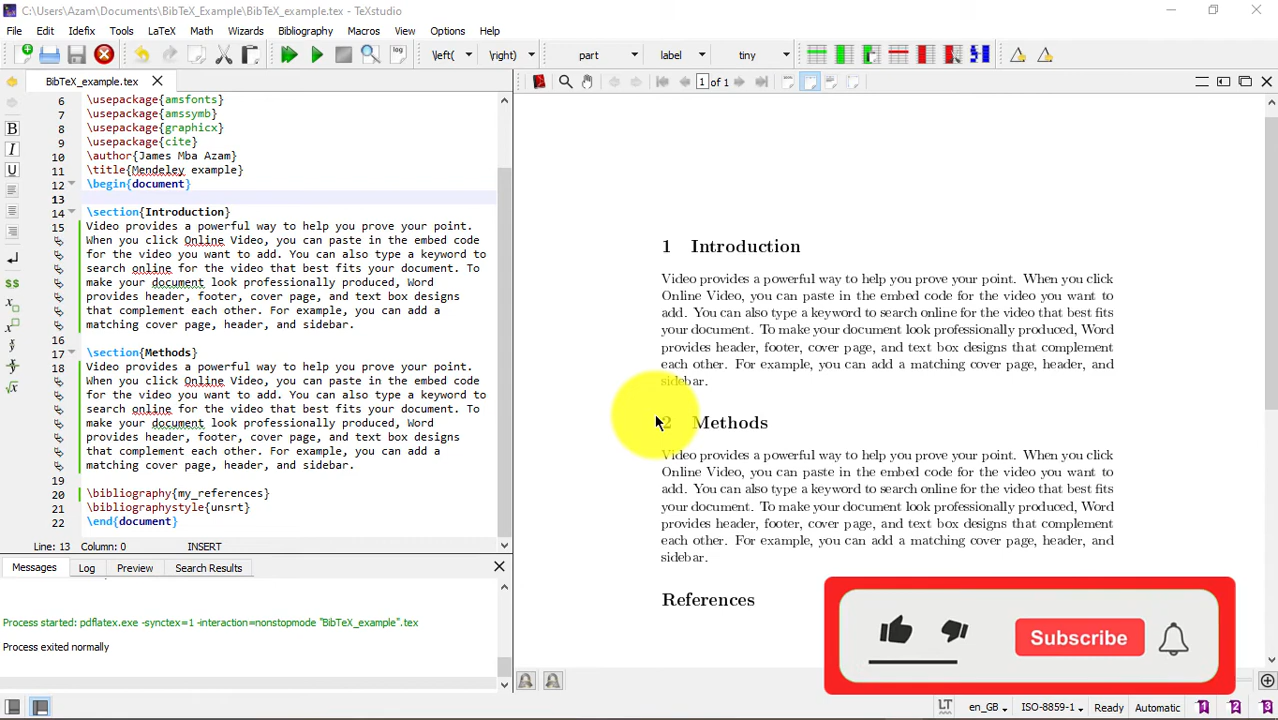 C:\Users\Azam\Documents\BibTeX_Example\BibTeX_example.tex - TeXstudio
File Edit Idefix Tools LaTeX Math Wizards Bibliography Macros View Options Help
\left( \right) part label tiny
BibTeX_example.tex
1 of 1
6 \usepackage{amsfonts}
7 \usepackage{amssymb}
8 \usepackage{graphicx}
9 \usepackage{cite}
10 \author{James Mba Azam}
11 \title{Mendeley example}
12 \begin{document}
13
14 \section{Introduction}
15 Video provides a powerful way to help you prove your point.
When you click Online Video, you can paste in the embed code
for the video you want to add. You can also type a keyword to
search online for the video that best fits your document. To
make your document look professionally produced, Word
provides header, footer, cover page, and text box designs
that complement each other. For example, you can add a
matching cover page, header, and sidebar.
16
17 \section{Methods}
18 Video provides a powerful way to help you prove your point.
When you click Online Video, you can paste in the embed code
for the video you want to add. You can also type a keyword to
search online for the video that best fits your document. To
make your document look professionally produced, Word
provides header, footer, cover page, and text box designs
that complement each other. For example, you can add a
matching cover page, header, and sidebar.
19
20 \bibliography{my_references}
21 \bibliographystyle{unsrt}
22 \end{document}
Line: 13 Column: 0 INSERT
Messages Log Preview Search Results
Process started: pdflatex.exe -synctex=1 -interaction=nonstopmode "BibTeX_example".tex
Process exited normally
1 Introduction
Video provides a powerful way to help you prove your point. When you click
Online Video, you can paste in the embed code for the video you want to
add. You can also type a keyword to search online for the video that best fits
your document. To make your document look professionally produced, Word
provides header, footer, cover page, and text box designs that complement
each other. For example, you can add a matching cover page, header, and
sidebar.
2 Methods
Video provides a powerful way to help you prove your point. When you click
Online Video, you can paste in the embed code for the video you want to
add. You can also type a keyword to search online for the video that best fits
your document. To make your document look professionally produced, Word
provides header, footer, cover page, and text box designs that complement
each other. For example, you can add a matching cover page, header, and
sidebar.
References
Subscribe
LT en_GB ISO-8859-1 Ready Automatic 1 2 3